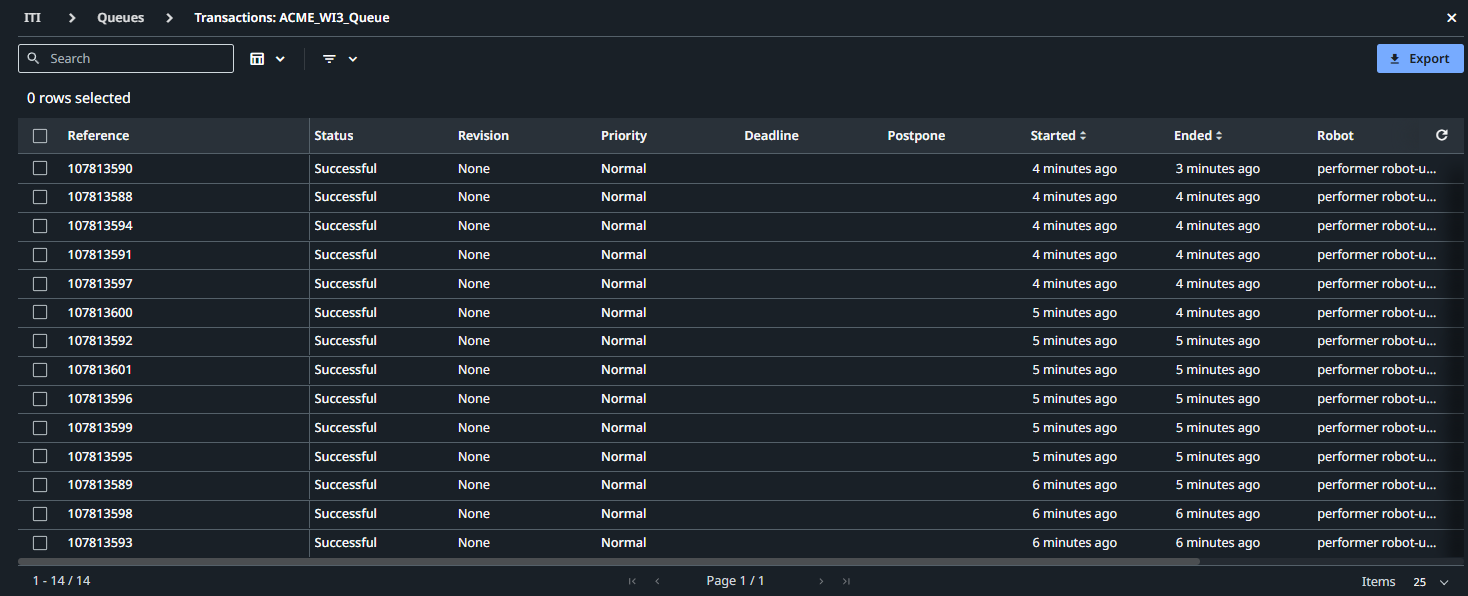 ITI > Queues > Transactions: ACME_WI3_Queue
Search
Export
0 rows selected
Reference Status Revision Priority Deadline Postpone Started Ended Robot
107813590 Successful None Normal 4 minutes ago 3 minutes ago performer robot-u...
107813588 Successful None Normal 4 minutes ago 4 minutes ago performer robot-u...
107813594 Successful None Normal 4 minutes ago 4 minutes ago performer robot-u...
107813591 Successful None Normal 4 minutes ago 4 minutes ago performer robot-u...
107813597 Successful None Normal 4 minutes ago 4 minutes ago performer robot-u...
107813600 Successful None Normal 5 minutes ago 4 minutes ago performer robot-u...
107813592 Successful None Normal 5 minutes ago 5 minutes ago performer robot-u...
107813601 Successful None Normal 5 minutes ago 5 minutes ago performer robot-u...
107813596 Successful None Normal 5 minutes ago 5 minutes ago performer robot-u...
107813599 Successful None Normal 5 minutes ago 5 minutes ago performer robot-u...
107813595 Successful None Normal 5 minutes ago 5 minutes ago performer robot-u...
107813589 Successful None Normal 6 minutes ago 5 minutes ago performer robot-u...
107813598 Successful None Normal 6 minutes ago 6 minutes ago performer robot-u...
107813593 Successful None Normal 6 minutes ago 6 minutes ago performer robot-u...
1 - 14 / 14 Page 1 / 1 Items 25